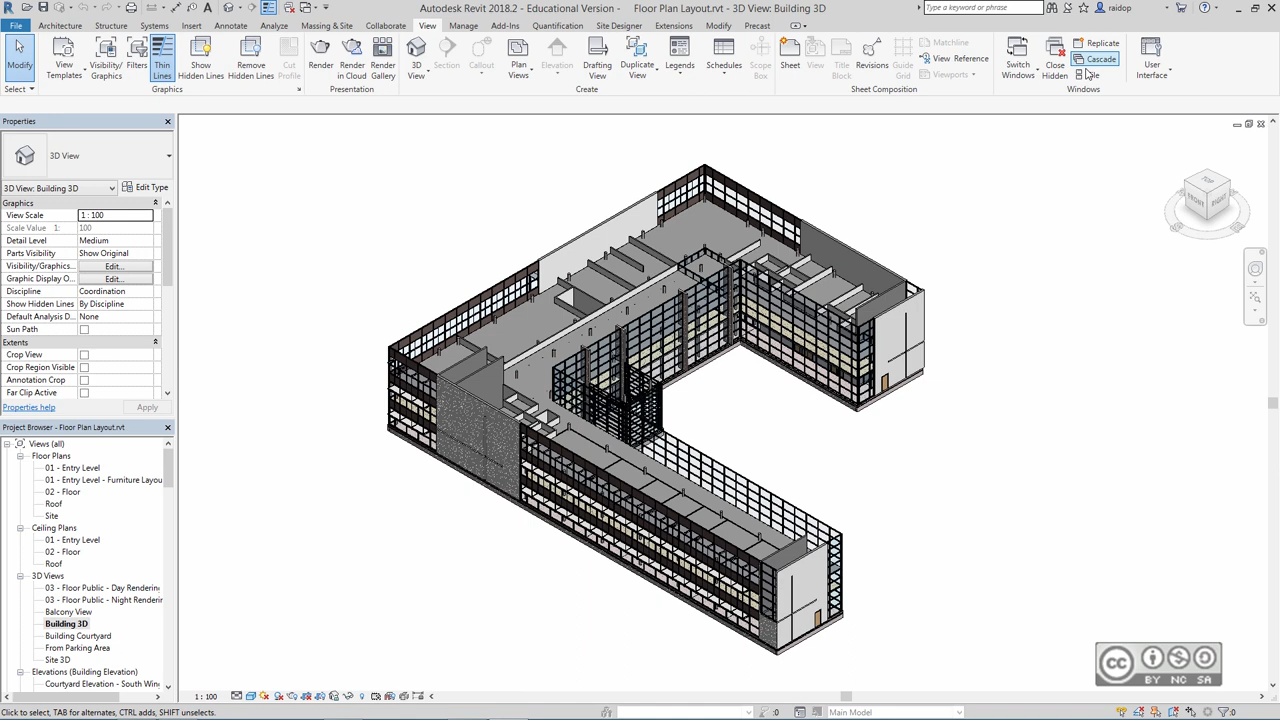 Autodesk Revit 2018.2 - Educational Version - Floor Plan Layout.rvt - 3D View: Building 3D
Type a keyword or phrase
raidop
File Architecture Structure Systems Insert Annotate Massing & Site Collaborate View Manage Add-Ins Quantification Site Designer Extensions Modify Precast
Modify
View Templates
Visibility/ Graphics
Filters
Thin Lines
Show Hidden Lines
Remove Hidden Lines
Cut Profile
Render
Render in Cloud
Render Gallery
3D View
Section
Callout
Plan Views
Elevation
Drafting View
Duplicate View
Legends
Schedules
Scope Box
Sheet
View
Title Block
Revisions
Guide Grid
Matchline
View Reference
Viewports
Switch Windows
Close Hidden
Replicate
Cascade
User Interface
Select Graphics Presentation Create Sheet Composition Windows
Properties
3D View
3D View: Building 3D Edit Type
Graphics
View Scale 1 : 100
Scale Value 1: 100
Detail Level Medium
Parts Visibility Show Original
Visibility/Graphics... Edit...
Graphic Display O... Edit...
Discipline Coordination
Show Hidden Lines By Discipline
Default Analysis D... None
Sun Path
Extents
Crop View
Crop Region Visible
Annotation Crop
Far Clip Active
Properties help Apply
Project Browser - Floor Plan Layout.rvt
Views (all)
Floor Plans
01 - Entry Level
01 - Entry Level - Furniture Layou
02 - Floor
Roof
Site
Ceiling Plans
01 - Entry Level
02 - Floor
Roof
3D Views
03 - Floor Public - Day Rendering
03 - Floor Public - Night Renderin
Balcony View
Building 3D
Building Courtyard
From Parking Area
Site 3D
Elevations (Building Elevation)
Courtyard Elevation - South Win
TOP
FRONT
RIGHT
cc
BY NC SA
1 : 100
Click to select, TAB for alternates, CTRL adds, SHIFT unselects.
:0
Main Model
:0